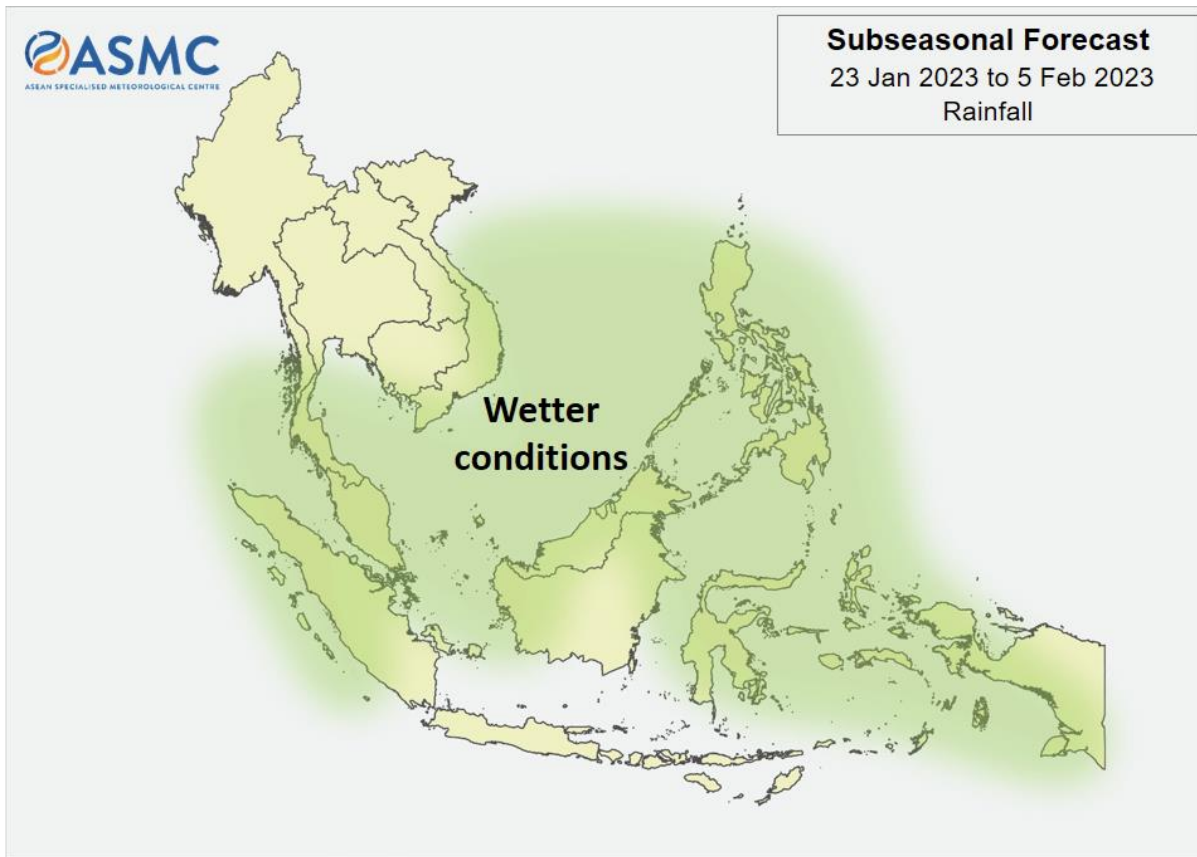 ASMC
ASEAN SPECIALISED METEOROLOGICAL CENTRE
Subseasonal Forecast
23 Jan 2023 to 5 Feb 2023
Rainfall
Wetter
conditions